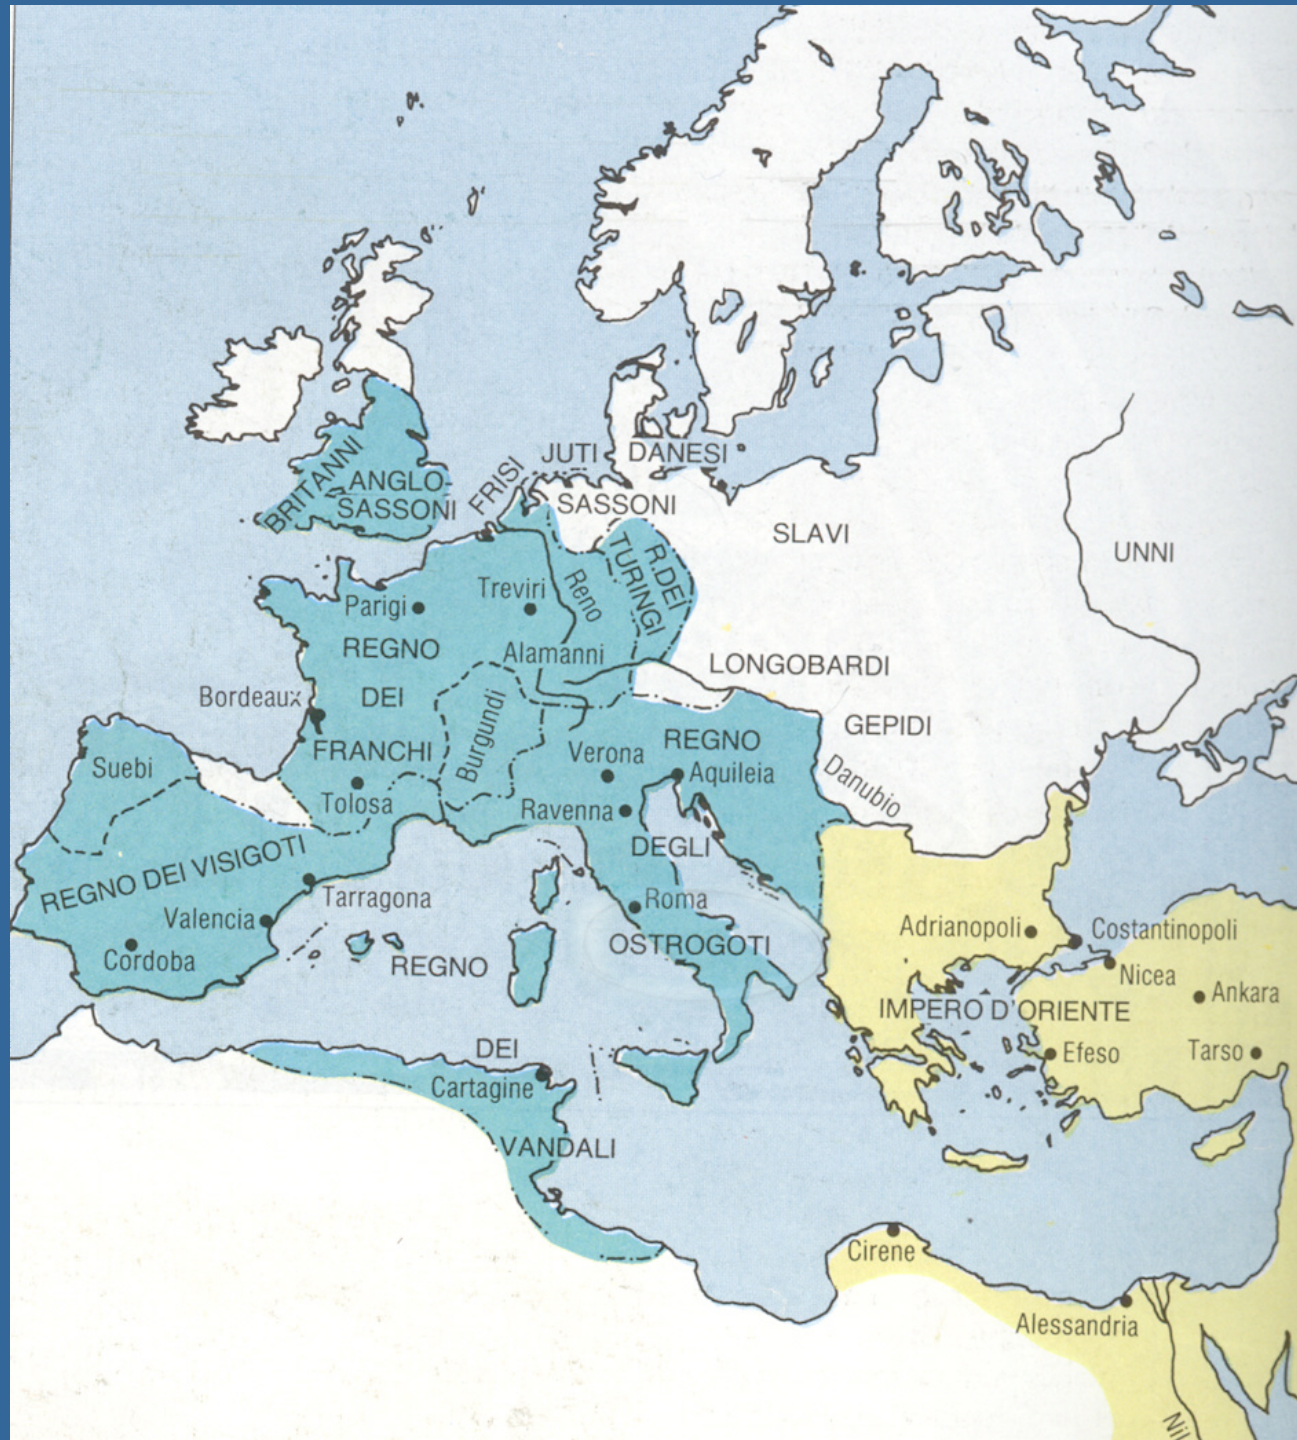 JUTI
DANESI
FRISI
SASSONI
BRITANNI
ANGLO-
SASSONI
SLAVI
UNNI
R.DEI
TURINGI
Reno
Treviri
Parigi
REGNO
DEI
FRANCHI
Alamanni
LONGOBARDI
Bordeaux
Burgundi
GEPIDI
Suebi
Verona
REGNO
Aquileia
Danubio
Tolosa
Ravenna
DEGLI
REGNO DEI VISIGOTI
Tarragona
Roma
Valencia
OSTROGOTI
Adrianopoli
Costantinopoli
Cordoba
REGNO
Nicea
Ankara
IMPERO D'ORIENTE
DEI
Efeso
Tarso
Cartagine
VANDALI
Cirene
Alessandria
Nil